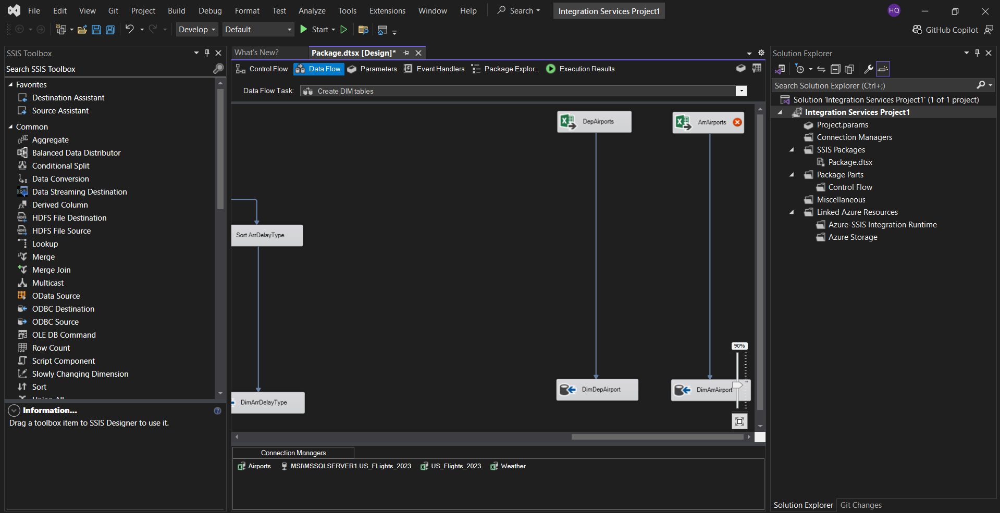 File Edit View Git Project Build Debug Format Test Analyze Tools Extensions Window Help Search Integration Services Project1 HQ
Develop Default Start GitHub Copilot
SSIS Toolbox
Search SSIS Toolbox
Favorites
Destination Assistant
Source Assistant
Common
Aggregate
Balanced Data Distributor
Conditional Split
Data Conversion
Data Streaming Destination
Derived Column
HDFS File Destination
HDFS File Source
Lookup
Merge
Merge Join
Multicast
OData Source
ODBC Destination
ODBC Source
OLE DB Command
Row Count
Script Component
Slowly Changing Dimension
Sort
Union All
Information...
Drag a toolbox item to SSIS Designer to use it.
What's New? Package.dtsx [Design]*
Control Flow Data Flow Parameters Event Handlers Package Explor... Execution Results
Data Flow Task: Create DIM tables
DepAirports
ArrAirports
Sort ArrDelayType
90%
DimDepAirport
DimArrAirport
DimArrDelayType
Connection Managers
Airports MSI\MSSQLSERVER1.US_FLights_2023 US_Flights_2023 Weather
Solution Explorer
Search Solution Explorer (Ctrl+;)
Solution 'Integration Services Project1' (1 of 1 project)
Integration Services Project1
Project.params
Connection Managers
SSIS Packages
Package.dtsx
Package Parts
Control Flow
Miscellaneous
Linked Azure Resources
Azure-SSIS Integration Runtime
Azure Storage
Solution Explorer Git Changes